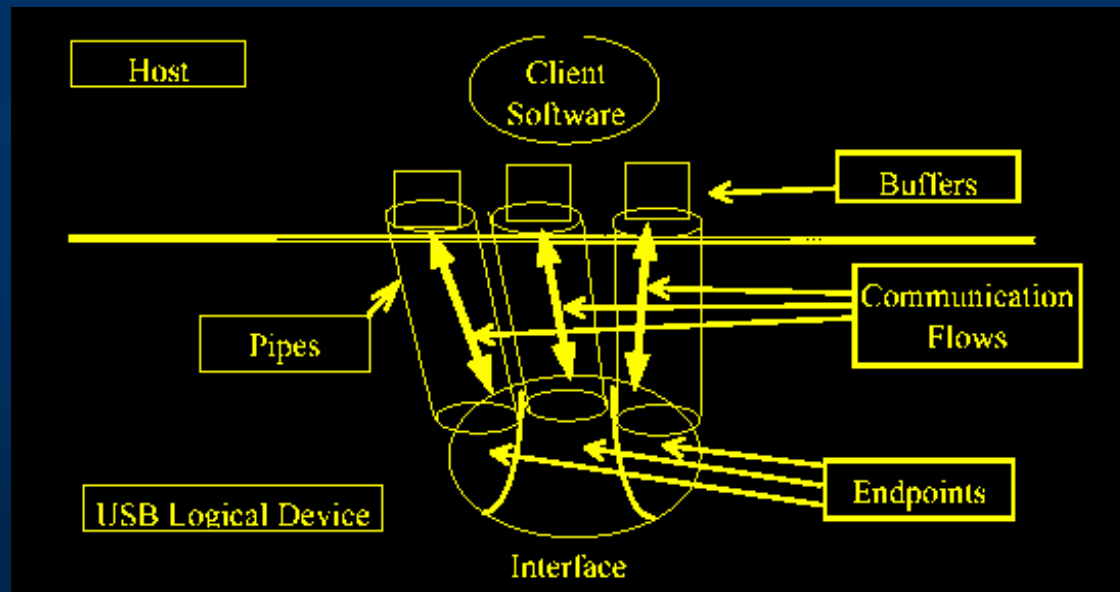 Host
Client
Software
Buffers
Communication
Flows
Pipes
Endpoints
USB Logical Device
Interface